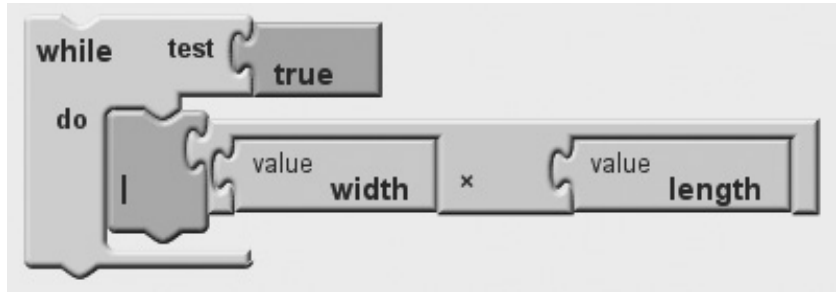 while test
true
do
value value
| width × length